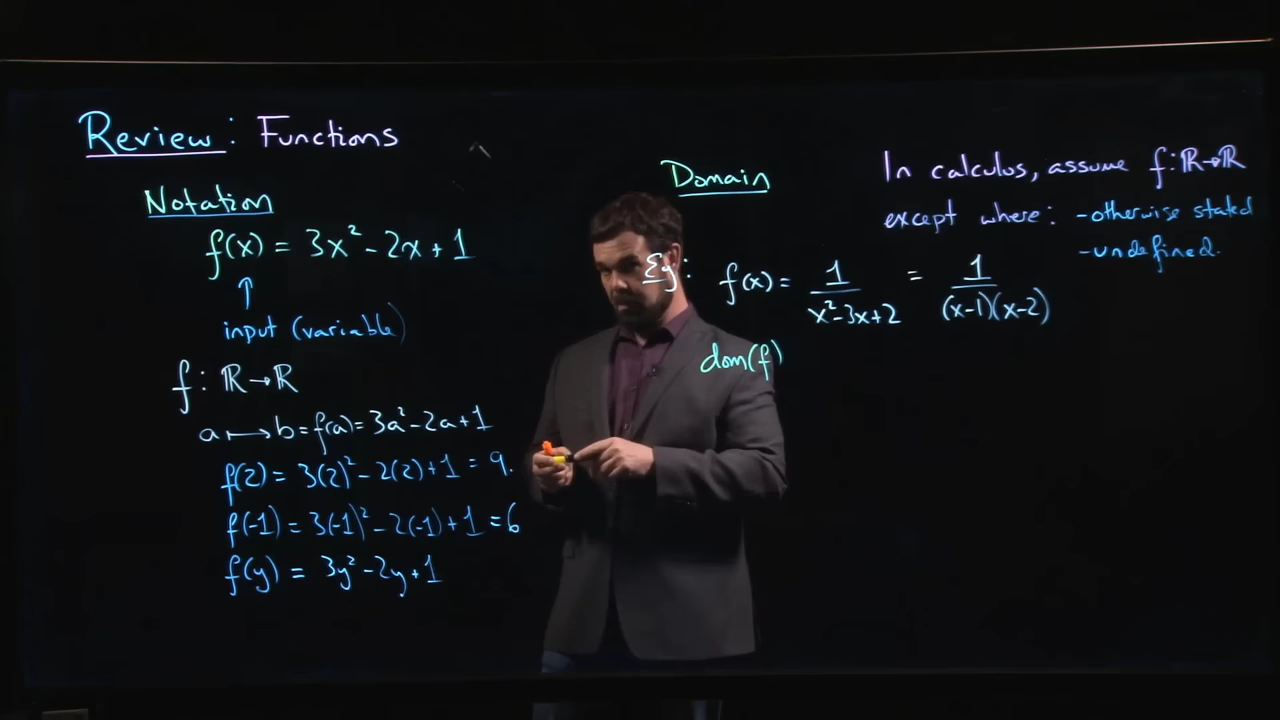 Review: Functions
Notation
f(x) = 3x² - 2x + 1
↑
input (variable)
f: ℝ→ℝ
a ⟼ b = f(a) = 3a² - 2a + 1
f(2) = 3(2)² - 2(2) + 1 = 9.
f(-1) = 3(-1)² - 2(-1) + 1 = 6
f(y) = 3y² - 2y + 1
Domain
In calculus, assume f: ℝ→ℝ
except where: - otherwise stated
- undefined.
Eg: f(x) = 1/(x²-3x+2) = 1/((x-1)(x-2))
dom(f)